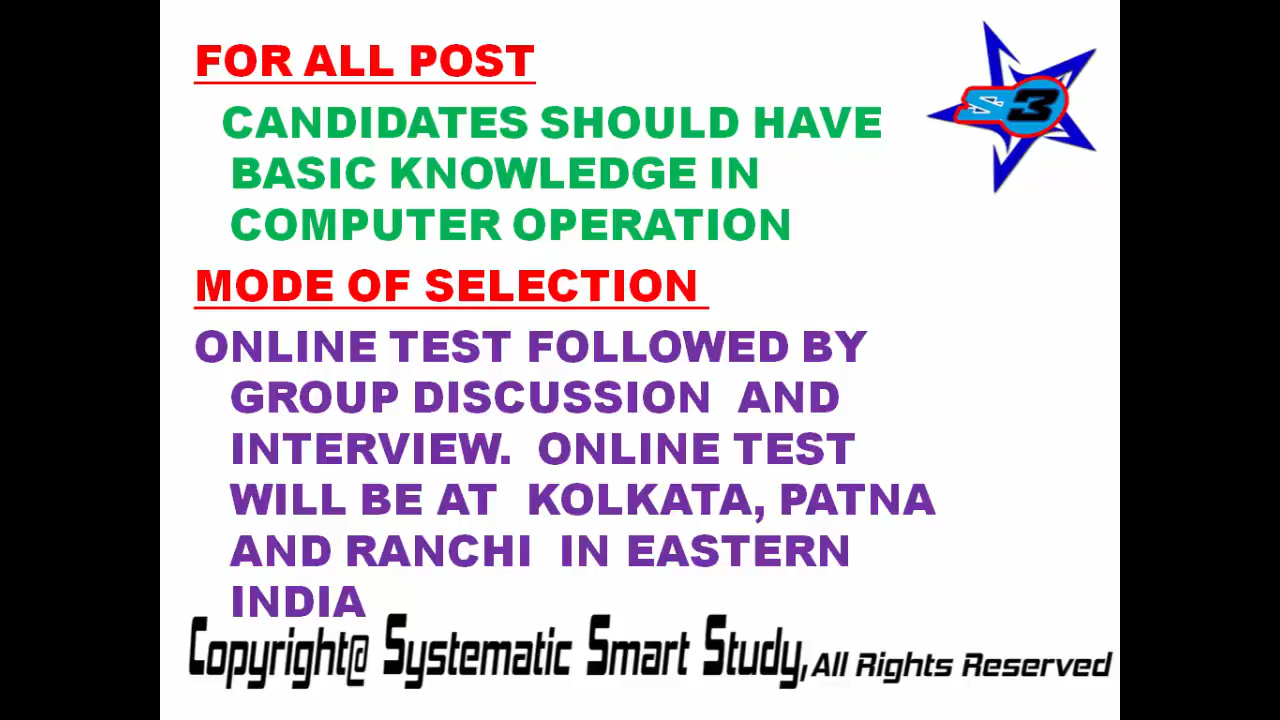 FOR ALL POST
CANDIDATES SHOULD HAVE
BASIC KNOWLEDGE IN
COMPUTER OPERATION
MODE OF SELECTION
ONLINE TEST FOLLOWED BY
GROUP DISCUSSION AND
INTERVIEW. ONLINE TEST
WILL BE AT KOLKATA, PATNA
AND RANCHI IN EASTERN
INDIA
Copyright@ Systematic Smart Study, All Rights Reserved
S3